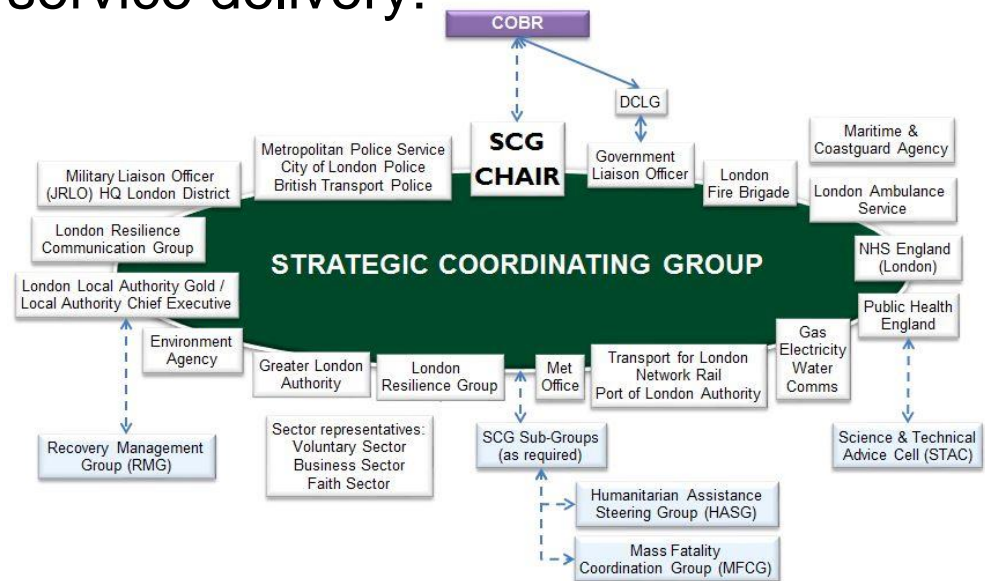 service delivery.
COBR
DCLG
SCG
CHAIR
Metropolitan Police Service
City of London Police
British Transport Police
Government
Liaison Officer
Maritime &
Coastguard Agency
Military Liaison Officer
(JRLO) HQ London District
London
Fire Brigade
London Ambulance
Service
London Resilience
Communication Group
STRATEGIC COORDINATING GROUP
NHS England
(London)
London Local Authority Gold /
Local Authority Chief Executive
Public Health
England
Environment
Agency
Greater London
Authority
London
Resilience Group
Met
Office
Transport for London
Network Rail
Port of London Authority
Gas
Electricity
Water
Comms
Recovery Management
Group (RMG)
Sector representatives:
Voluntary Sector
Business Sector
Faith Sector
SCG Sub-Groups
(as required)
Science & Technical
Advice Cell (STAC)
Humanitarian Assistance
Steering Group (HASG)
Mass Fatality
Coordination Group (MFCG)